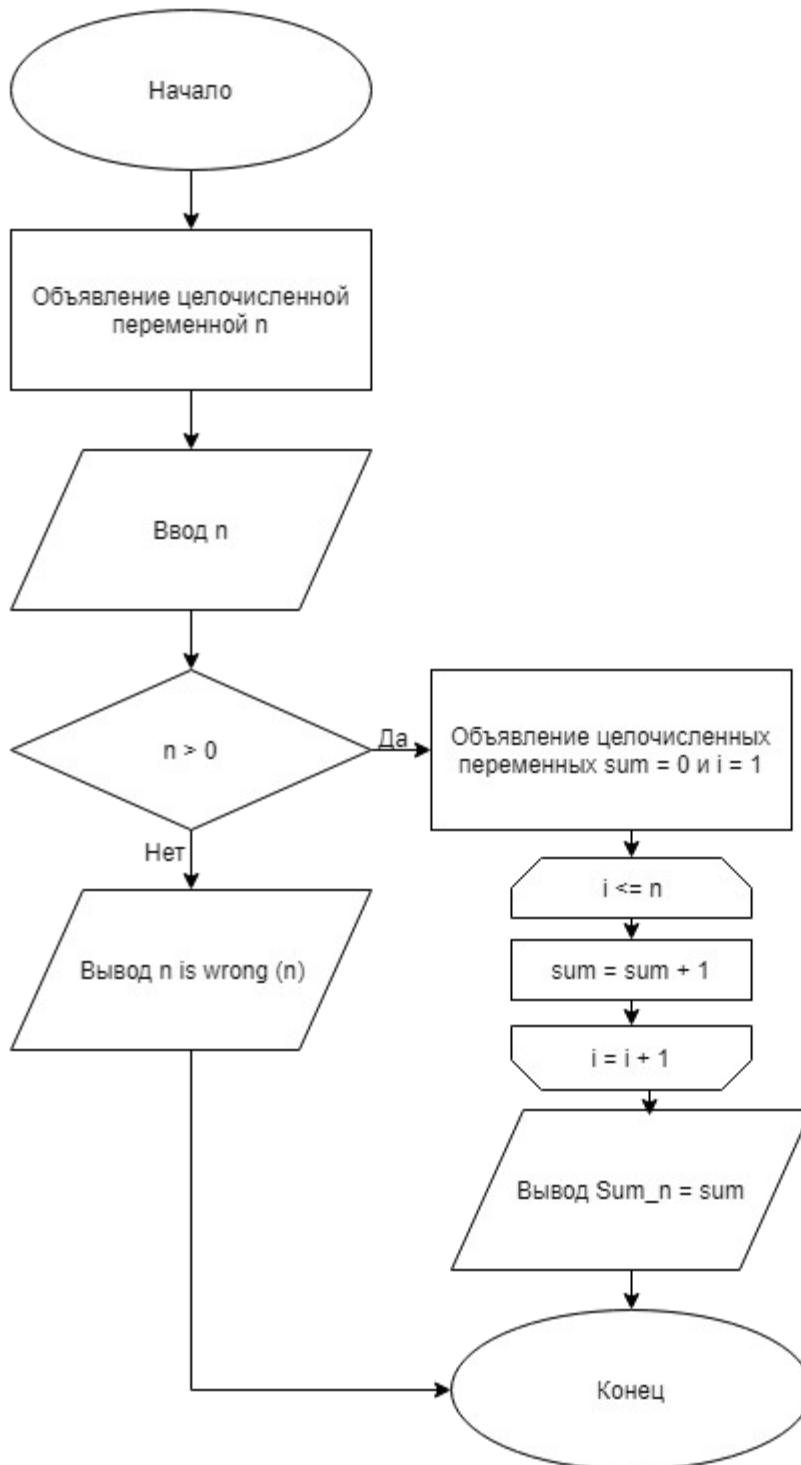 Начало
Объявление целочисленной
переменной n
Ввод n
n > 0
Да
Объявление целочисленных
переменных sum = 0 и i = 1
Нет
i <= n
Вывод n is wrong (n)
sum = sum + 1
i = i + 1
Вывод Sum_n = sum
Конец